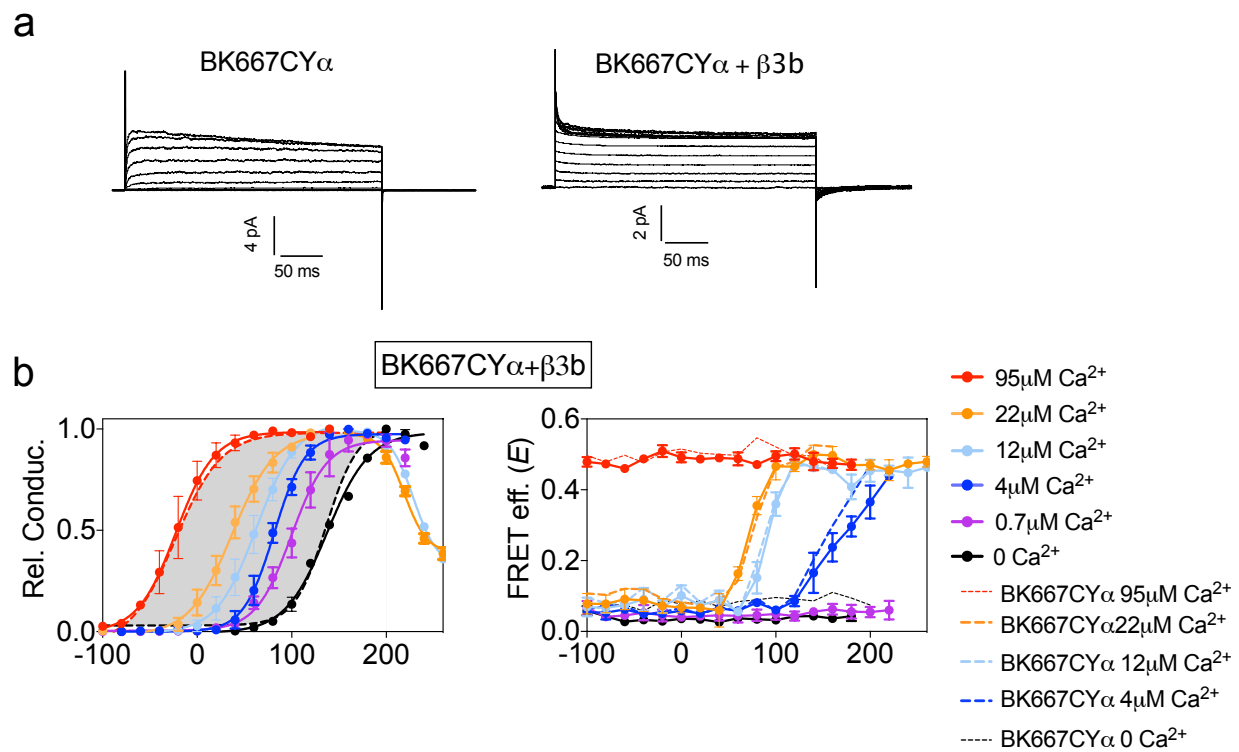 a
BK667CYα
BK667CYα + β3b
4 pA
50 ms
2 pA
50 ms
b
BK667CYα+β3b
Rel. Conduc.
1.0
0.5
0.0
-100 0 100 200
FRET eff. (E)
0.6
0.4
0.2
0.0
-100 0 100 200
95μM Ca²⁺
22μM Ca²⁺
12μM Ca²⁺
4μM Ca²⁺
0.7μM Ca²⁺
0 Ca²⁺
BK667CYα 95μM Ca²⁺
BK667CYα22μM Ca²⁺
BK667CYα 12μM Ca²⁺
BK667CYα 4μM Ca²⁺
BK667CYα 0 Ca²⁺